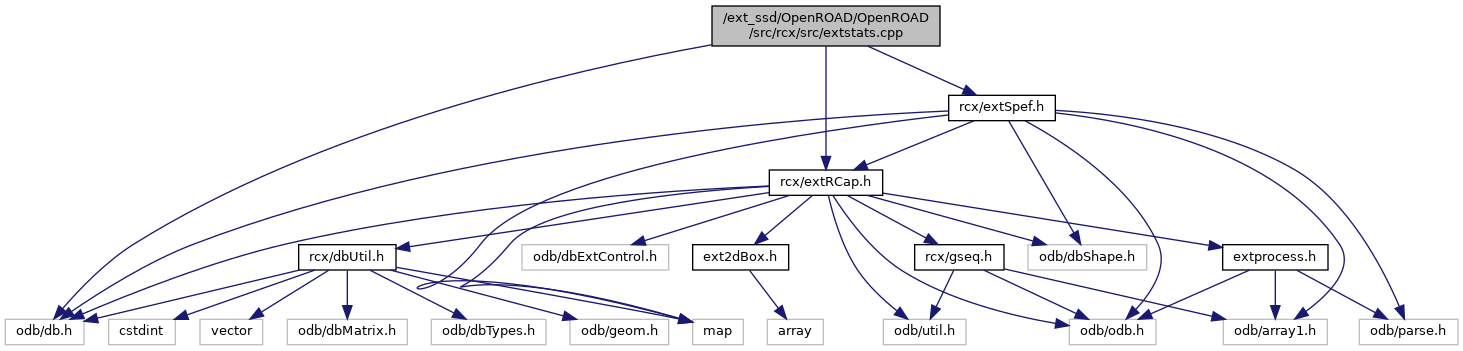 /ext_ssd/OpenROAD/OpenROAD
/src/rcx/src/extstats.cpp
rcx/extSpef.h
rcx/extRCap.h
rcx/dbUtil.h
odb/dbExtControl.h
ext2dBox.h
rcx/gseq.h
odb/dbShape.h
extprocess.h
odb/db.h
cstdint
vector
odb/dbMatrix.h
odb/dbTypes.h
odb/geom.h
map
array
odb/util.h
odb/odb.h
odb/array1.h
odb/parse.h